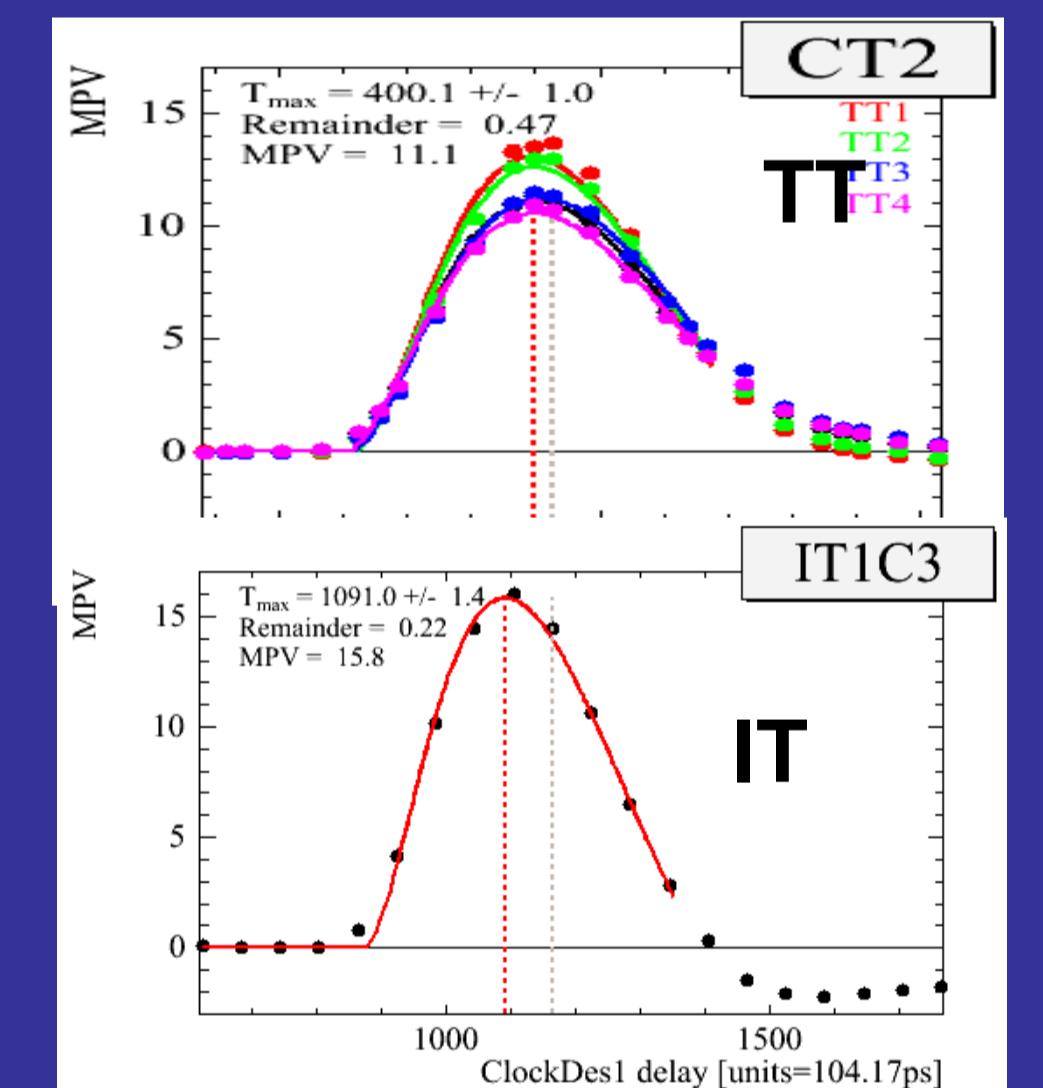 CT2
MPV
T_max = 400.1 +/- 1.0
Remainder = 0.47
MPV = 11.1
TT1
TT2
TT3
TT4
TT
15
10
5
0
IT1C3
MPV
T_max = 1091.0 +/- 1.4
Remainder = 0.22
MPV = 15.8
IT
15
10
5
0
1000 1500
ClockDes1 delay [units=104.17ps]